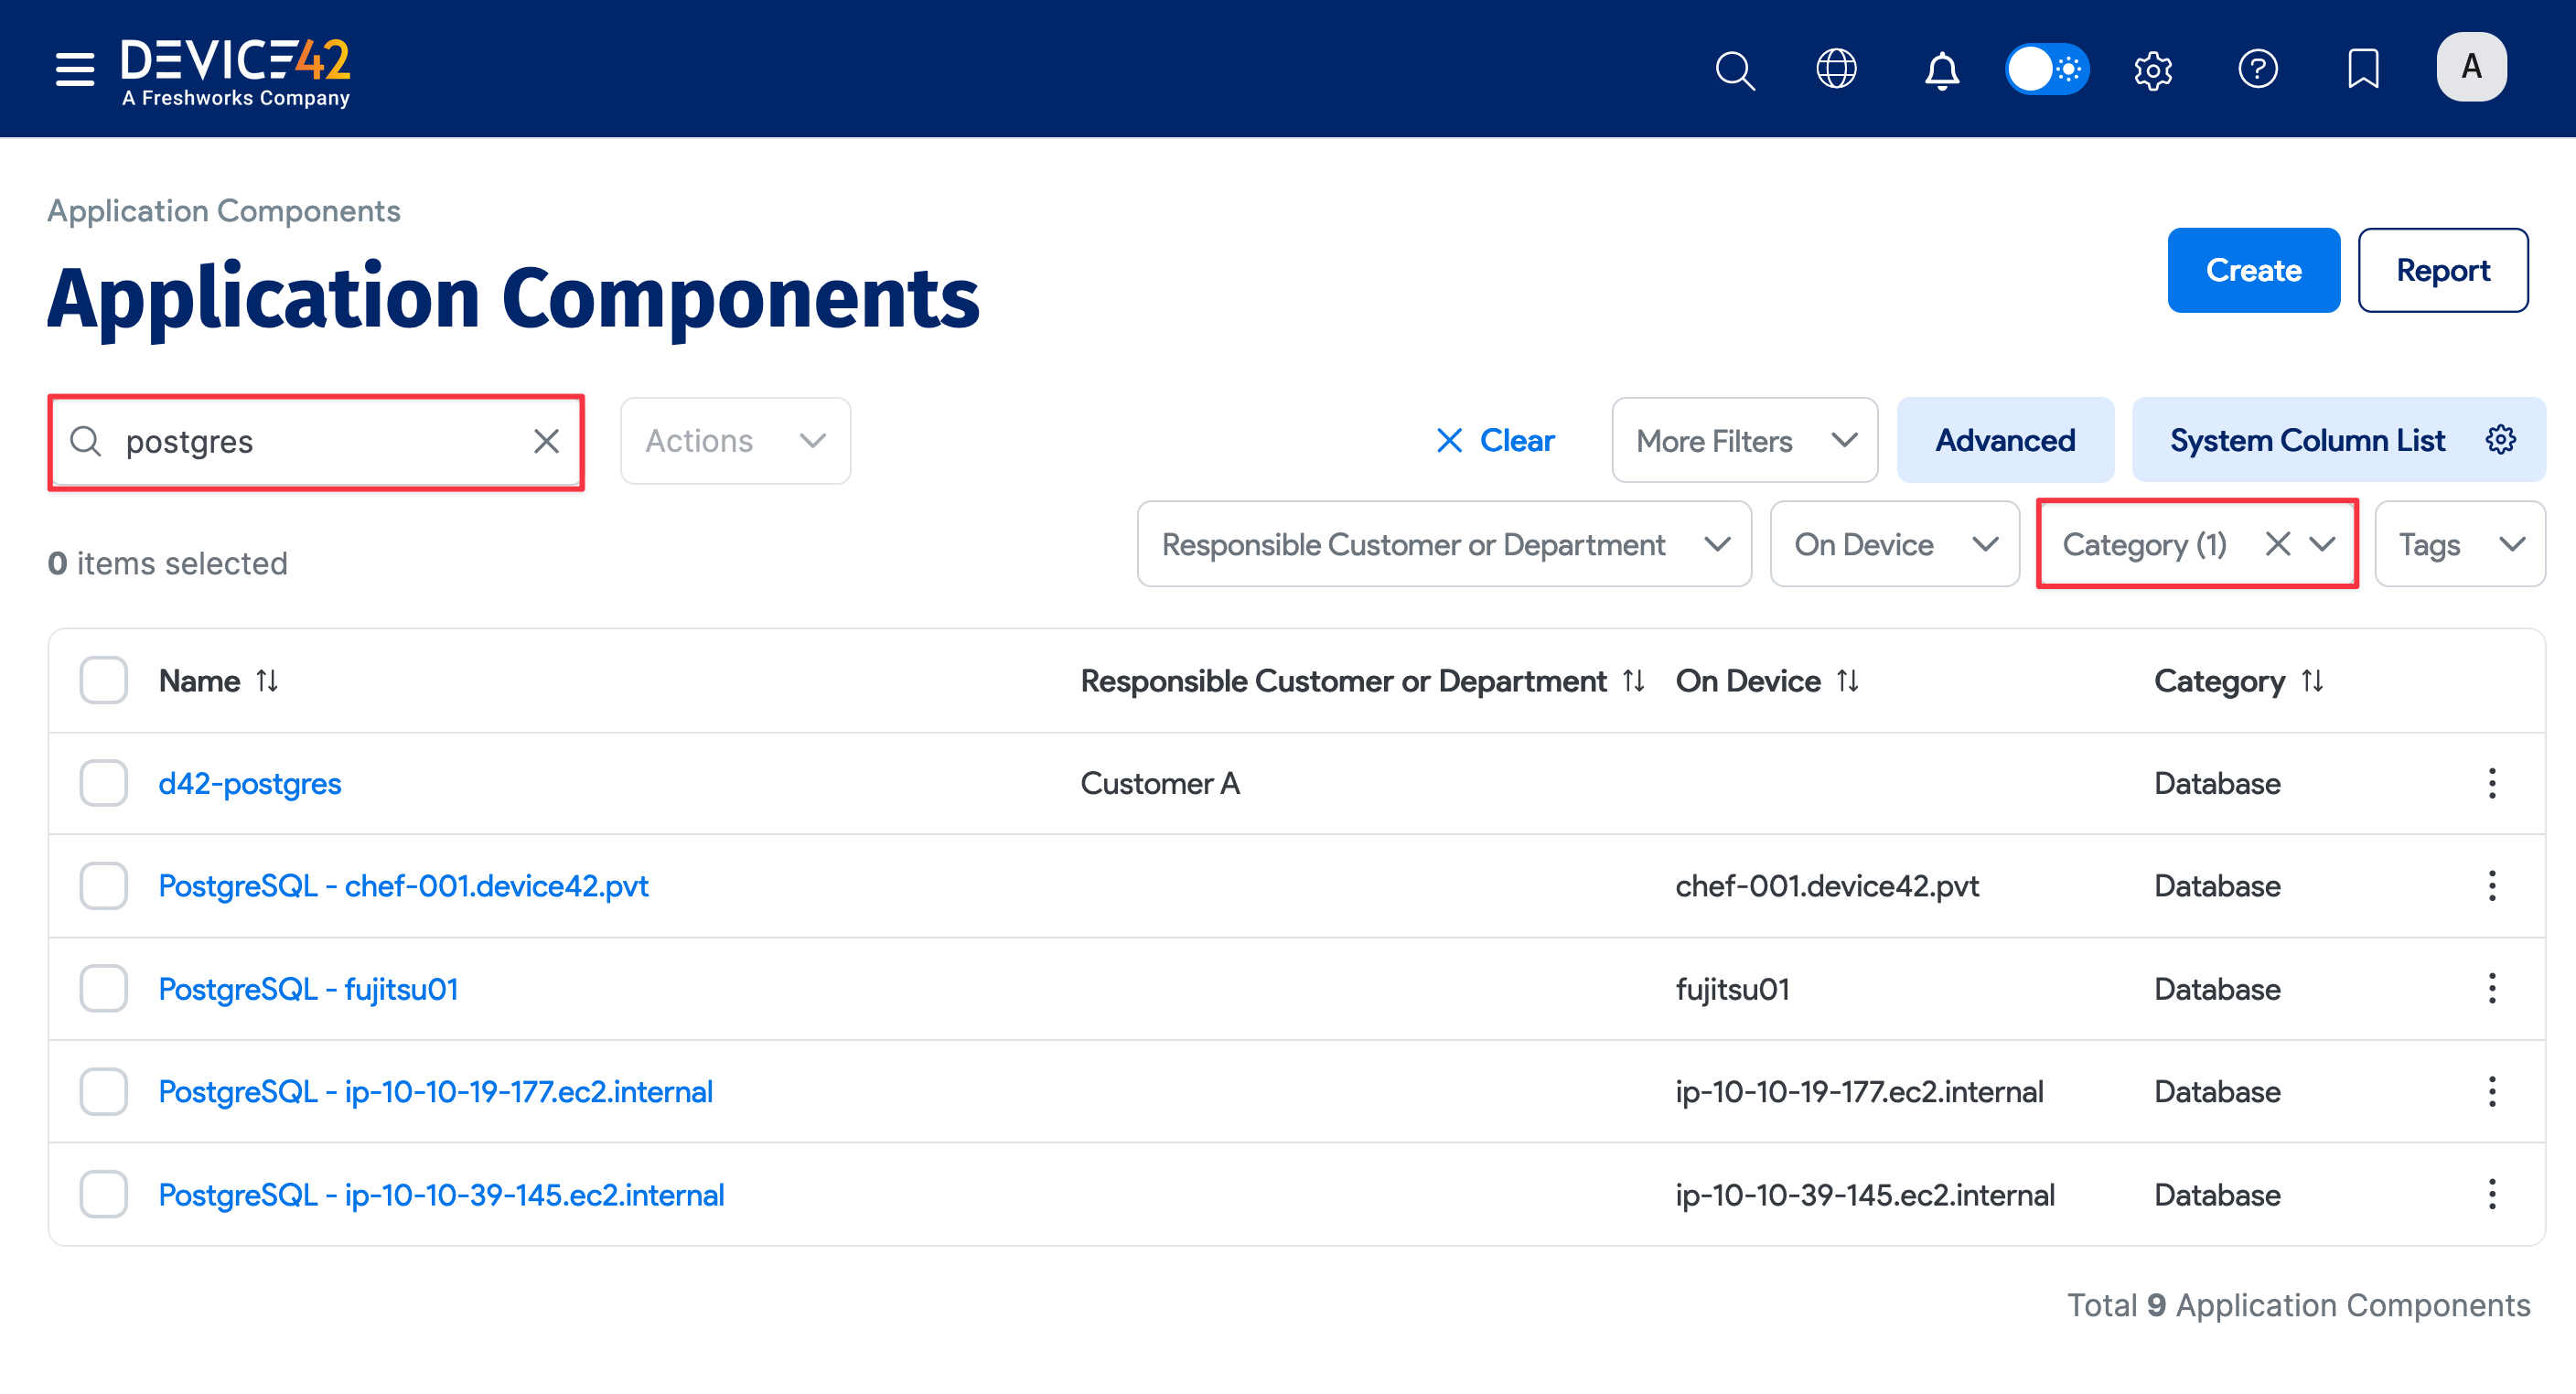 DEVICE42
A Freshworks Company
A
Application Components
Application Components
Create
Report
postgres
Actions
Clear
More Filters
Advanced
System Column List
0 items selected
Responsible Customer or Department
On Device
Category (1)
Tags
Name Responsible Customer or Department On Device Category
d42-postgres Customer A Database
PostgreSQL - chef-001.device42.pvt chef-001.device42.pvt Database
PostgreSQL - fujitsu01 fujitsu01 Database
PostgreSQL - ip-10-10-19-177.ec2.internal ip-10-10-19-177.ec2.internal Database
PostgreSQL - ip-10-10-39-145.ec2.internal ip-10-10-39-145.ec2.internal Database
Total 9 Application Components